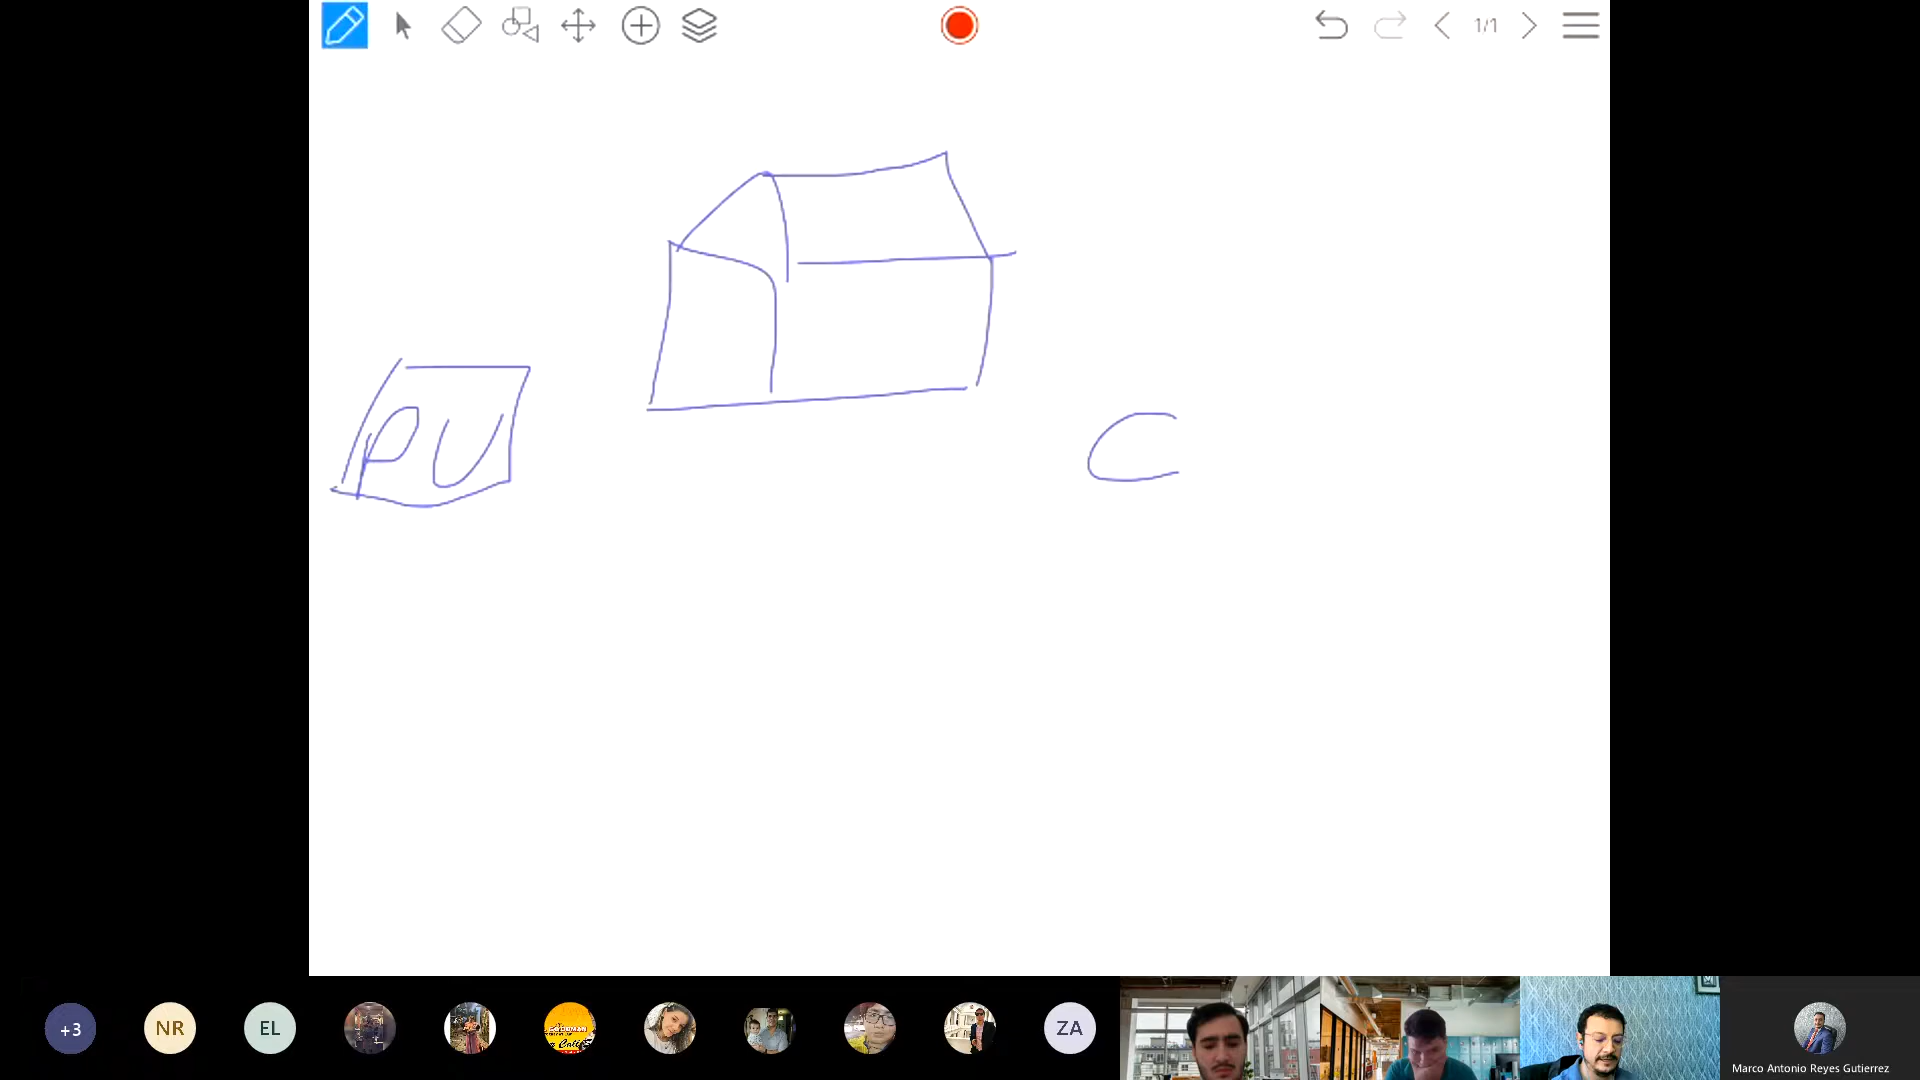 1/1
PU
C
+3
NR
EL
ZA
Marco Antonio Reyes Gutierrez